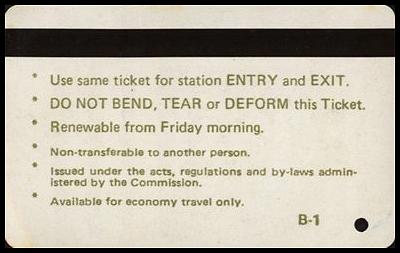 * Use same ticket for station ENTRY and EXIT.
* DO NOT BEND, TEAR or DEFORM this Ticket.
* Renewable from Friday morning.
* Non-transferable to another person.
* Issued under the acts, regulations and by-laws admin-
istered by the Commission.
* Available for economy travel only.
B-1